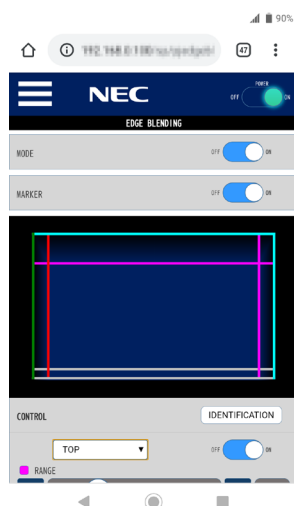 90%
47
NEC
POWER
OFF ON
EDGE BLENDING
MODE OFF ON
MARKER OFF ON
CONTROL IDENTIFICATION
TOP OFF ON
RANGE